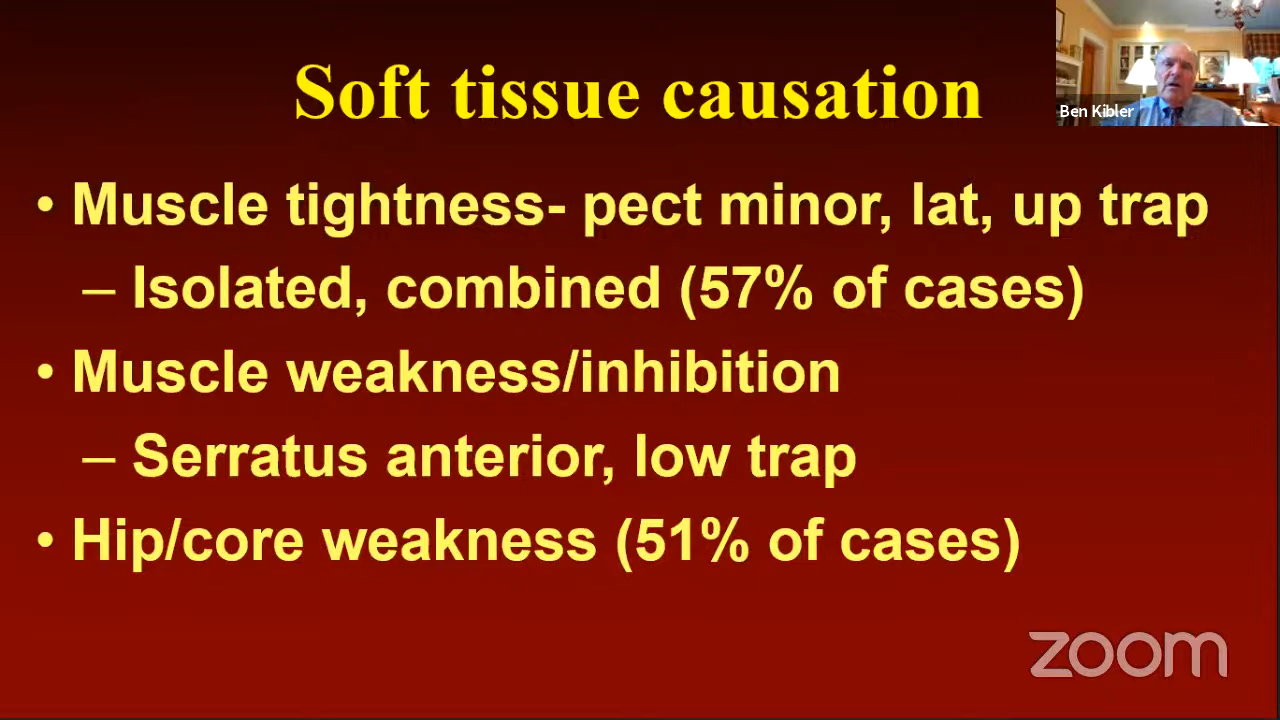 Soft tissue causation
Ben Kibler
• Muscle tightness- pect minor, lat, up trap
– Isolated, combined (57% of cases)
• Muscle weakness/inhibition
– Serratus anterior, low trap
• Hip/core weakness (51% of cases)
zoom